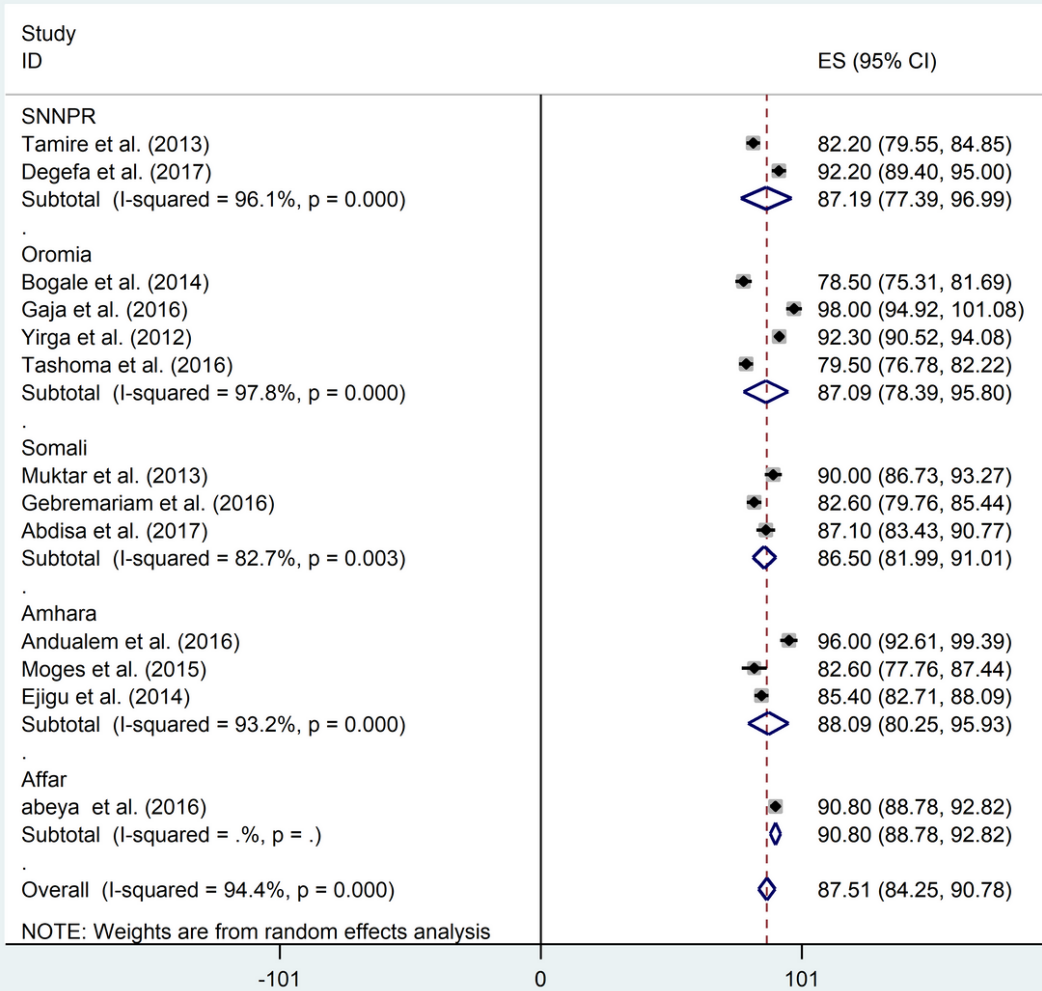 Study
ID ES (95% CI)
SNNPR
Tamire et al. (2013) 82.20 (79.55, 84.85)
Degefa et al. (2017) 92.20 (89.40, 95.00)
Subtotal (I-squared = 96.1%, p = 0.000) 87.19 (77.39, 96.99)
.
Oromia
Bogale et al. (2014) 78.50 (75.31, 81.69)
Gaja et al. (2016) 98.00 (94.92, 101.08)
Yirga et al. (2012) 92.30 (90.52, 94.08)
Tashoma et al. (2016) 79.50 (76.78, 82.22)
Subtotal (I-squared = 97.8%, p = 0.000) 87.09 (78.39, 95.80)
.
Somali
Muktar et al. (2013) 90.00 (86.73, 93.27)
Gebremariam et al. (2016) 82.60 (79.76, 85.44)
Abdisa et al. (2017) 87.10 (83.43, 90.77)
Subtotal (I-squared = 82.7%, p = 0.003) 86.50 (81.99, 91.01)
.
Amhara
Andualem et al. (2016) 96.00 (92.61, 99.39)
Moges et al. (2015) 82.60 (77.76, 87.44)
Ejigu et al. (2014) 85.40 (82.71, 88.09)
Subtotal (I-squared = 93.2%, p = 0.000) 88.09 (80.25, 95.93)
.
Affar
abeya et al. (2016) 90.80 (88.78, 92.82)
Subtotal (I-squared = .%, p = .) 90.80 (88.78, 92.82)
.
Overall (I-squared = 94.4%, p = 0.000) 87.51 (84.25, 90.78)
NOTE: Weights are from random effects analysis
-101 0 101